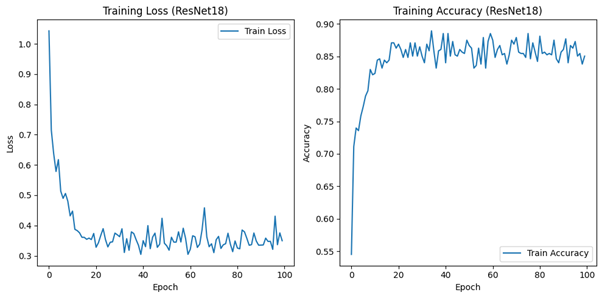 Training Loss (ResNet18)
Train Loss
1.0
0.9
0.8
0.7
0.6
0.5
0.4
0.3
Loss
0 20 40 60 80 100
Epoch
Training Accuracy (ResNet18)
0.90
0.85
0.80
0.75
0.70
0.65
0.60
0.55
Accuracy
Train Accuracy
0 20 40 60 80 100
Epoch